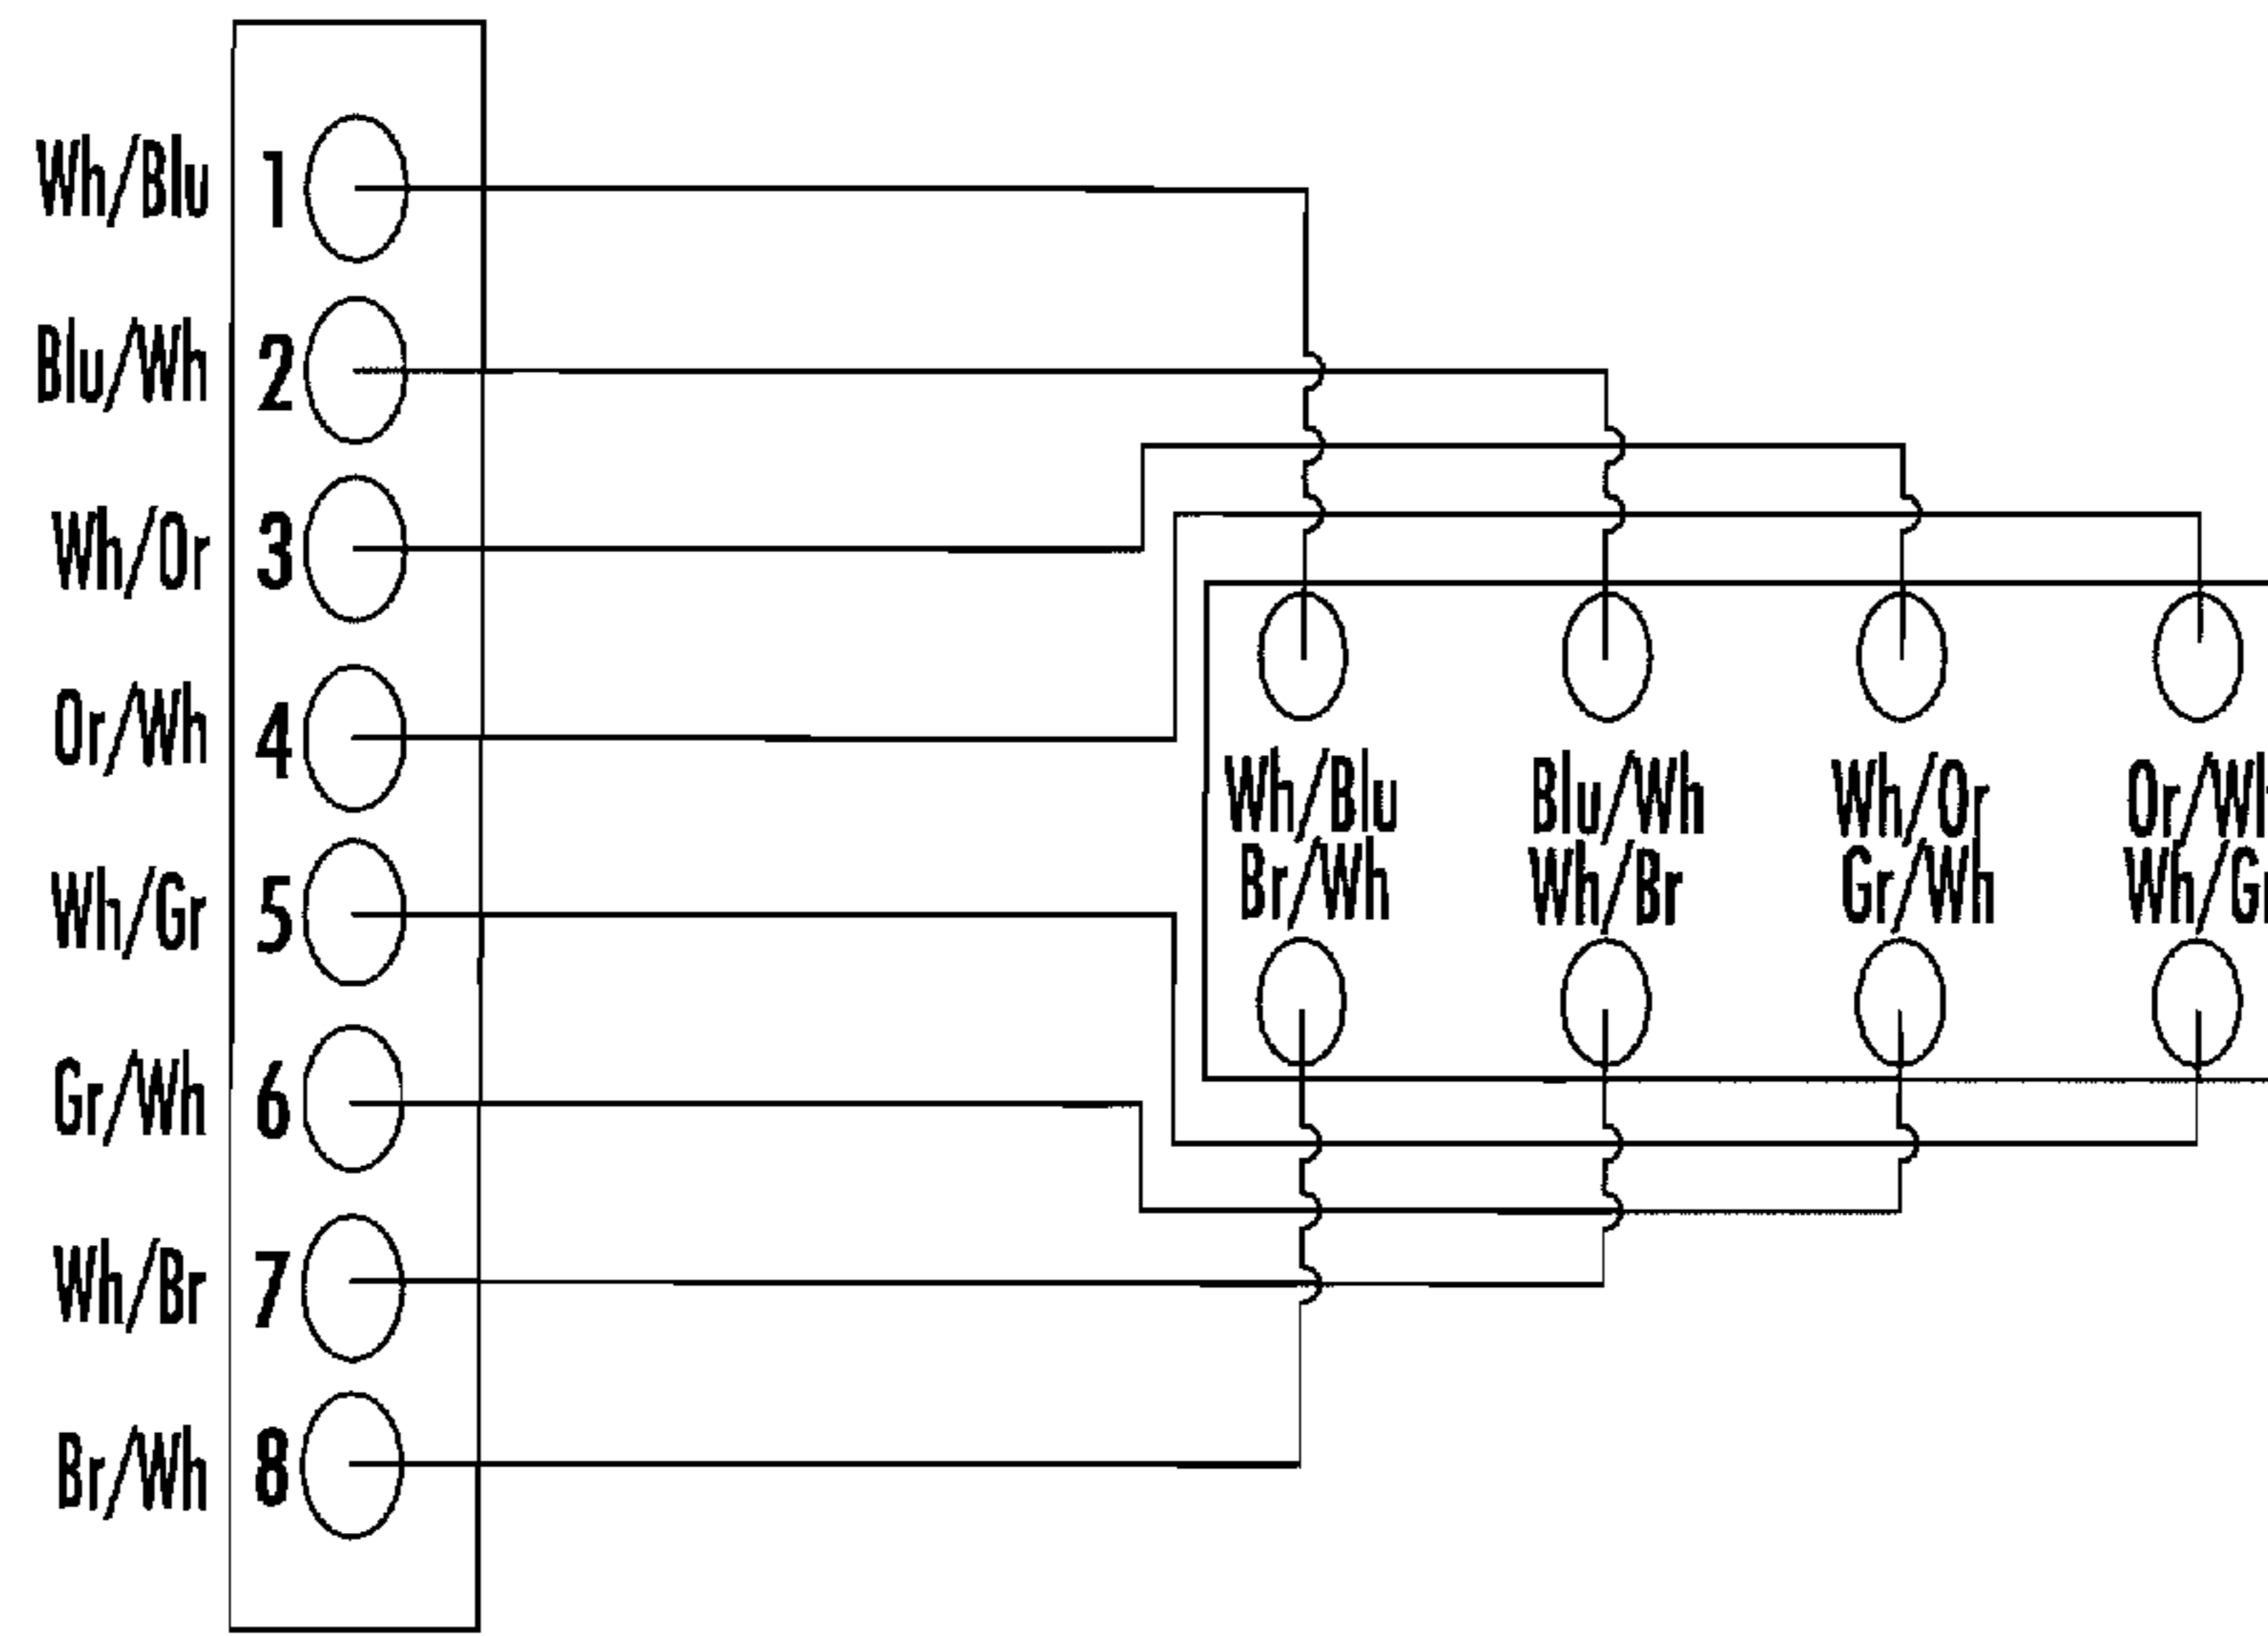 Wh/Blu 1
Blu/Wh 2
Wh/Or 3
Or/Wh 4
Wh/Gr 5
Gr/Wh 6
Wh/Br 7
Br/Wh 8
Wh/Blu Blu/Wh Wh/Or
Br/Wh Wh/Br Gr/Wh